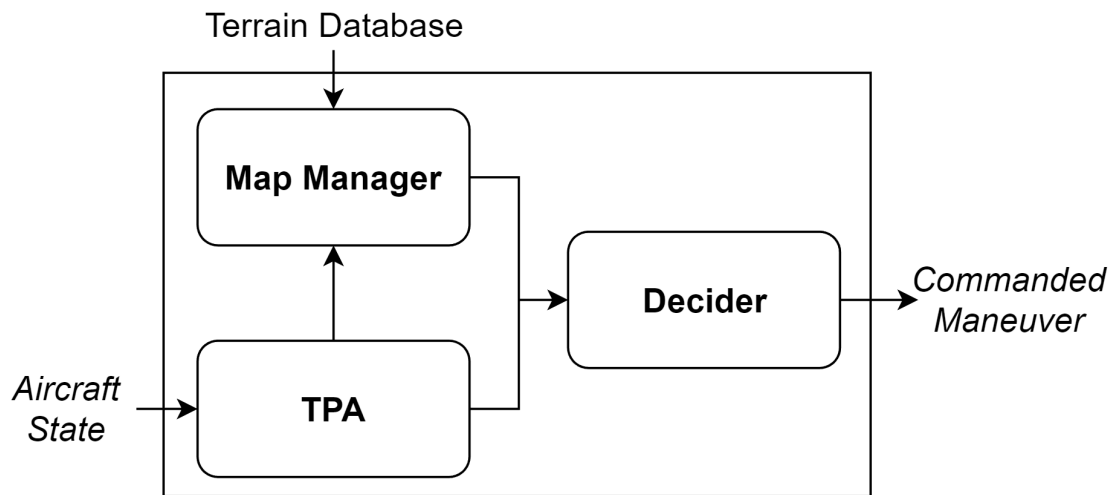 Terrain Database
Map Manager
Decider
Commanded
Maneuver
TPA
Aircraft
State